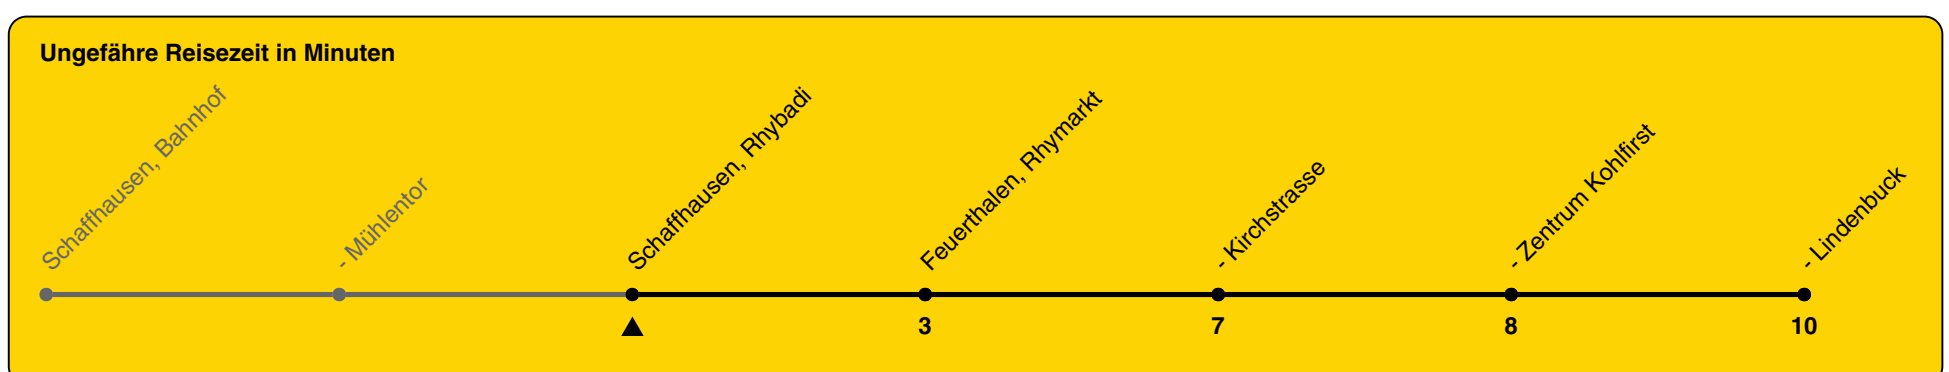 Ungefähre Reisezeit in Minuten
Schaffhausen, Bahnhof
- Mühlentor
Schaffhausen, Rhybadi
Feuerthalen, Rhymarkt
- Kirchstrasse
- Zentrum Kohlfirst
- Lindenbuck
3
7
8
10